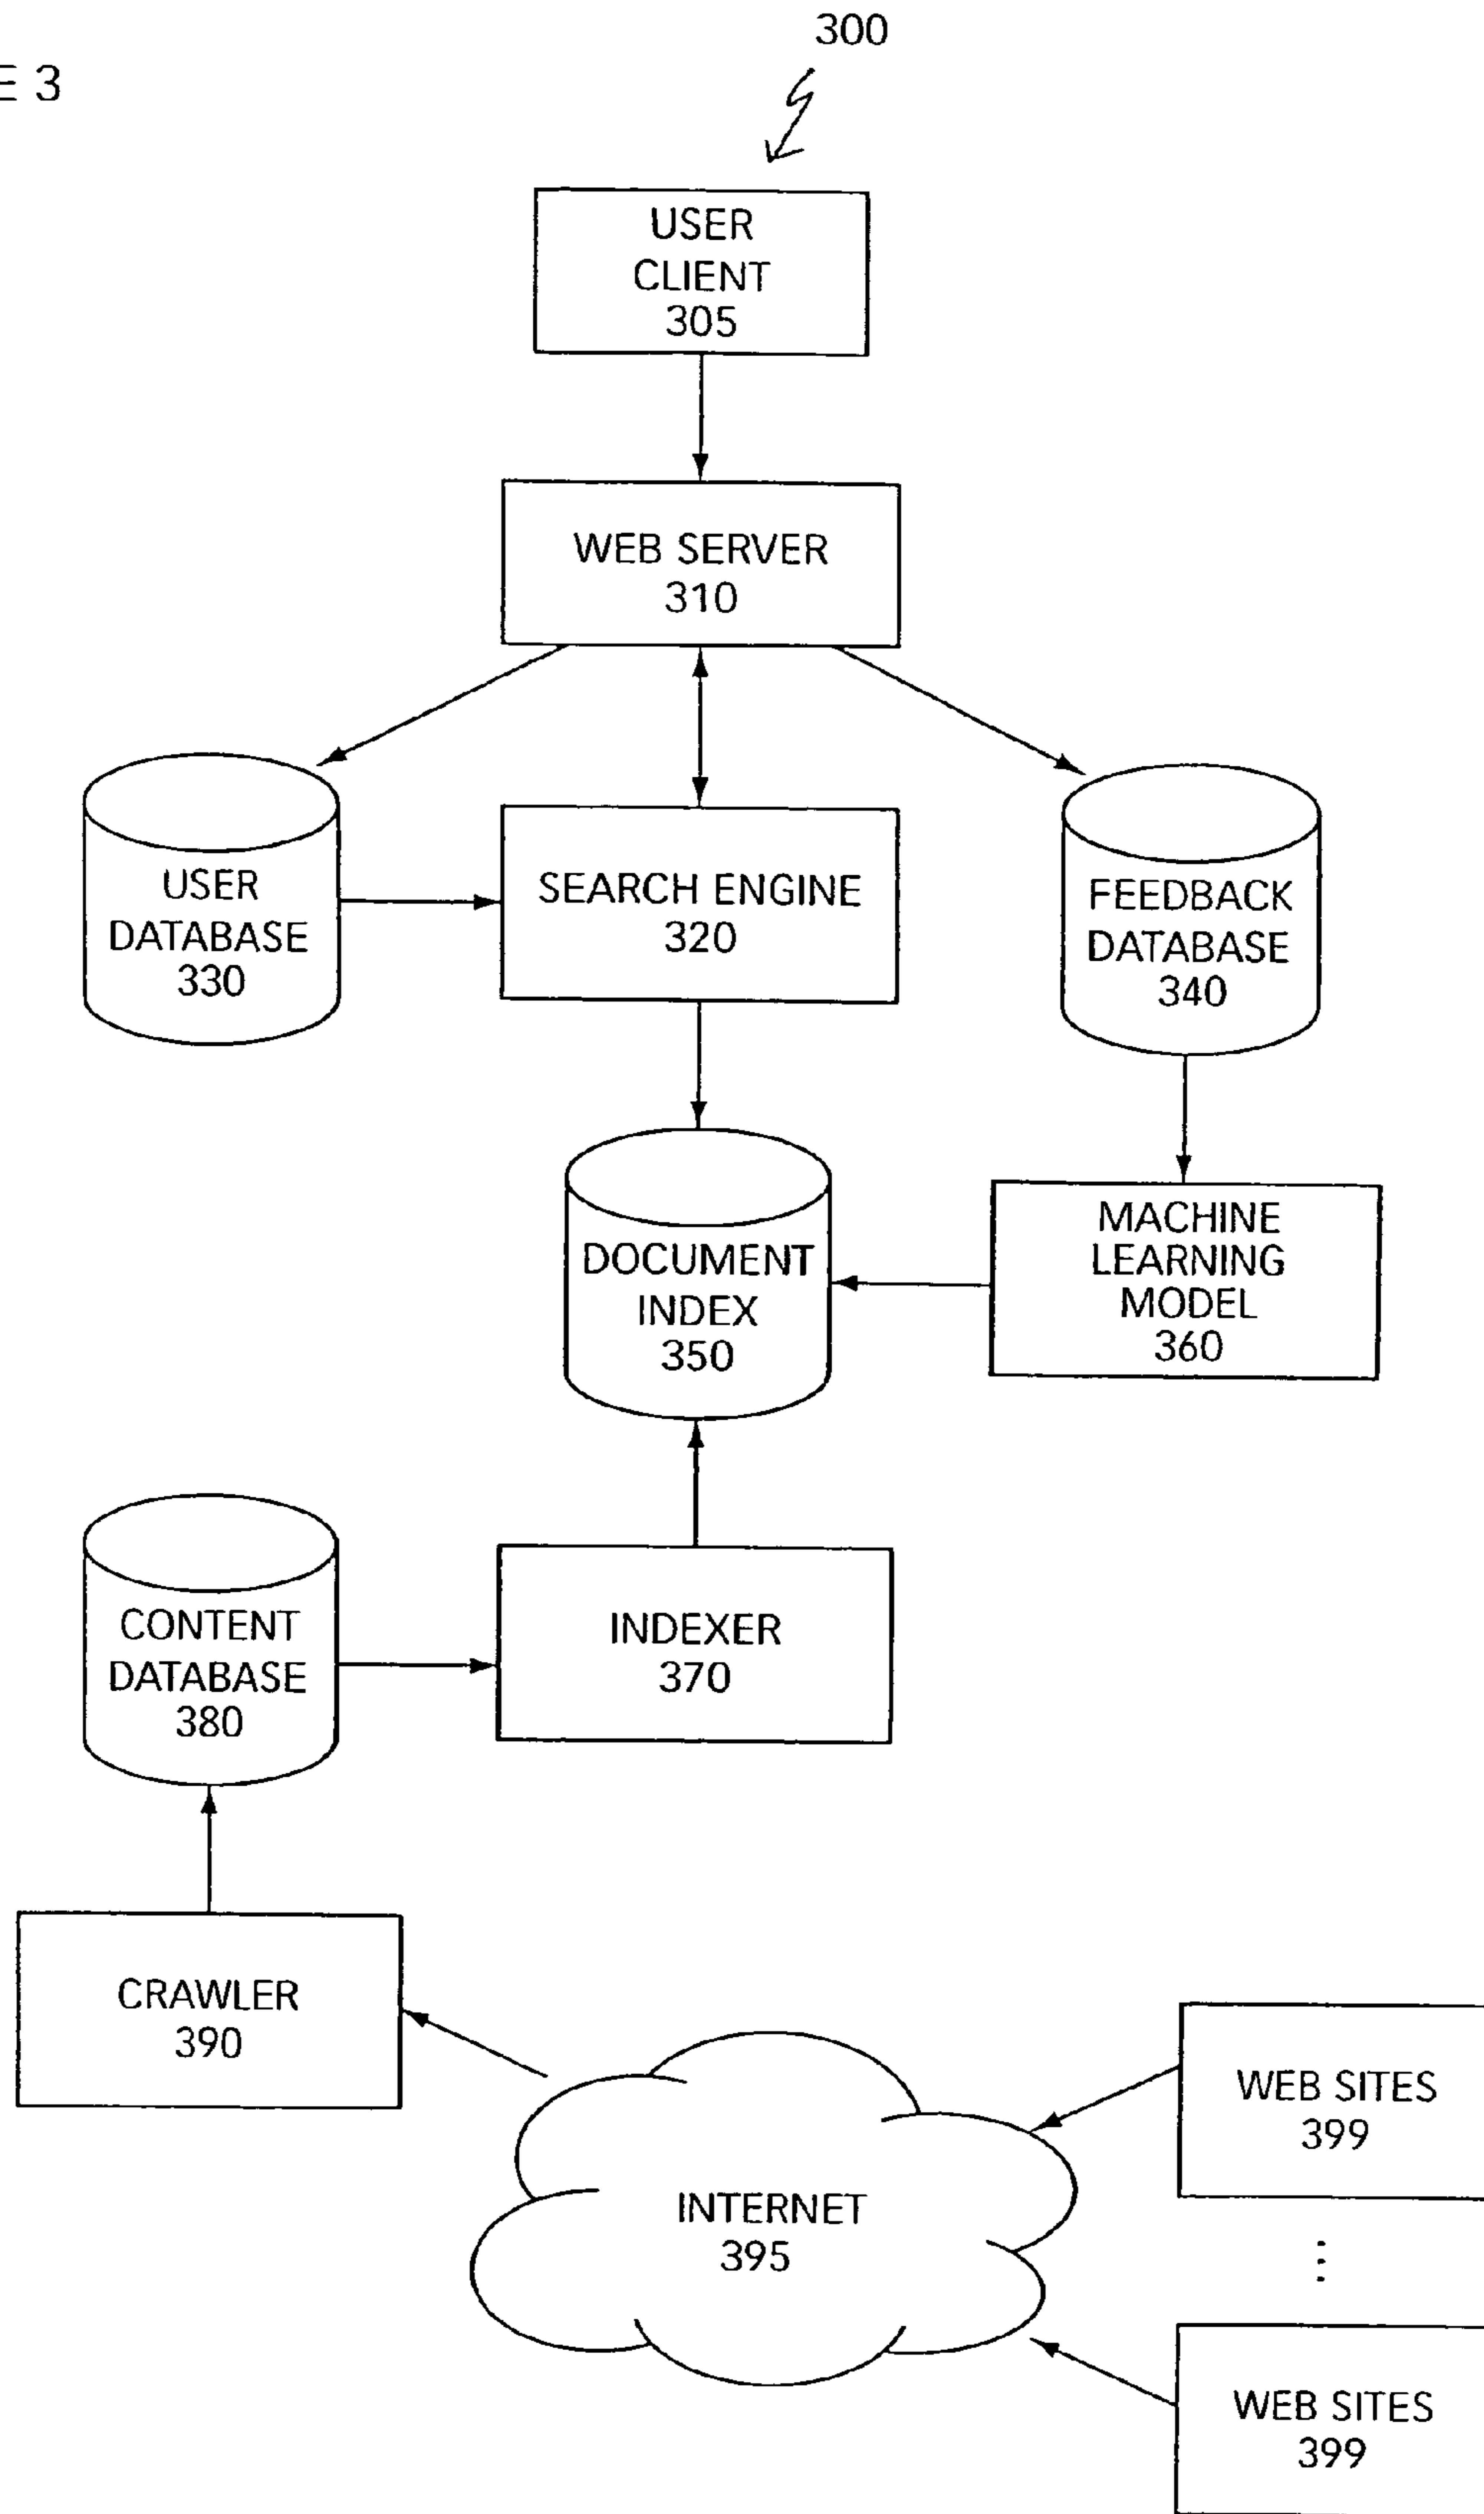 300
E 3
USER
CLIENT
305
WEB SERVER
310
USER
DATABASE
330
SEARCH ENGINE
320
FEEDBACK
DATABASE
340
DOCUMENT
INDEX
350
MACHINE
LEARNING
MODEL
360
CONTENT
DATABASE
380
INDEXER
370
CRAWLER
390
INTERNET
395
WEB SITES
399
WEB SITES
399